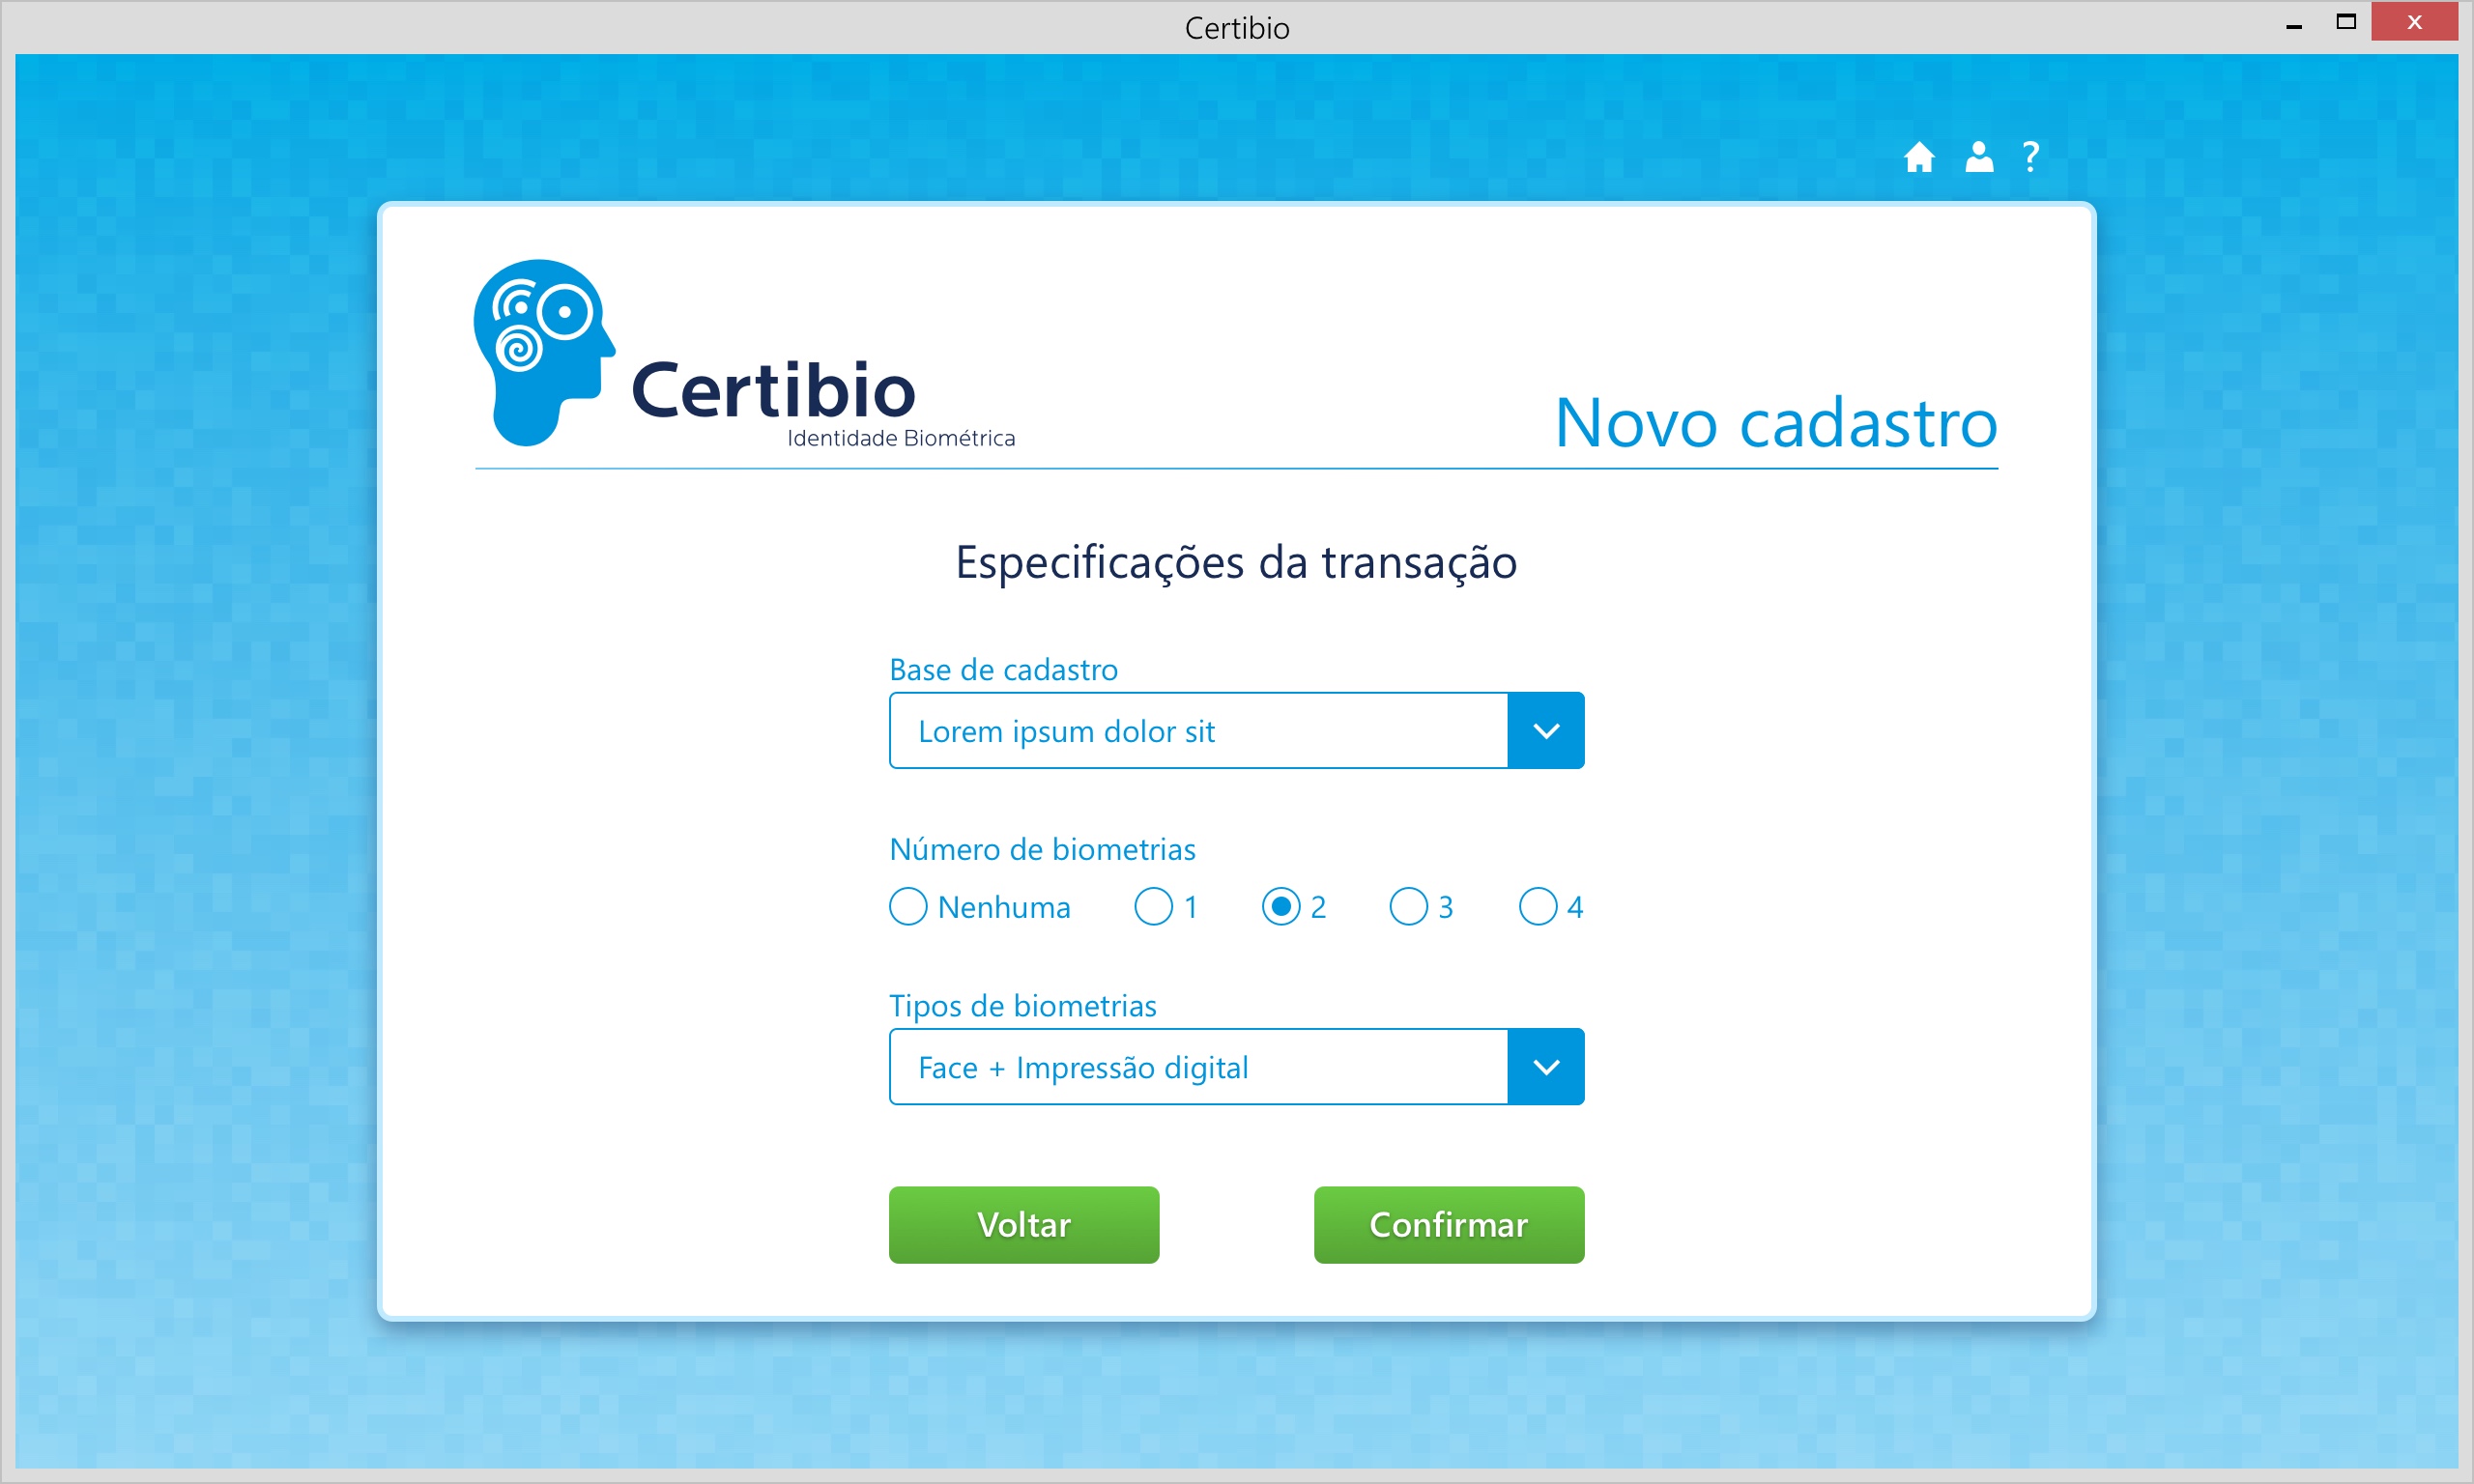 Certibio
Certibio
Identidade Biométrica
Novo cadastro
Especificações da transação
Base de cadastro
Lorem ipsum dolor sit
Número de biometrias
Nenhuma 1 2 3 4
Tipos de biometrias
Face + Impressão digital
Voltar Confirmar